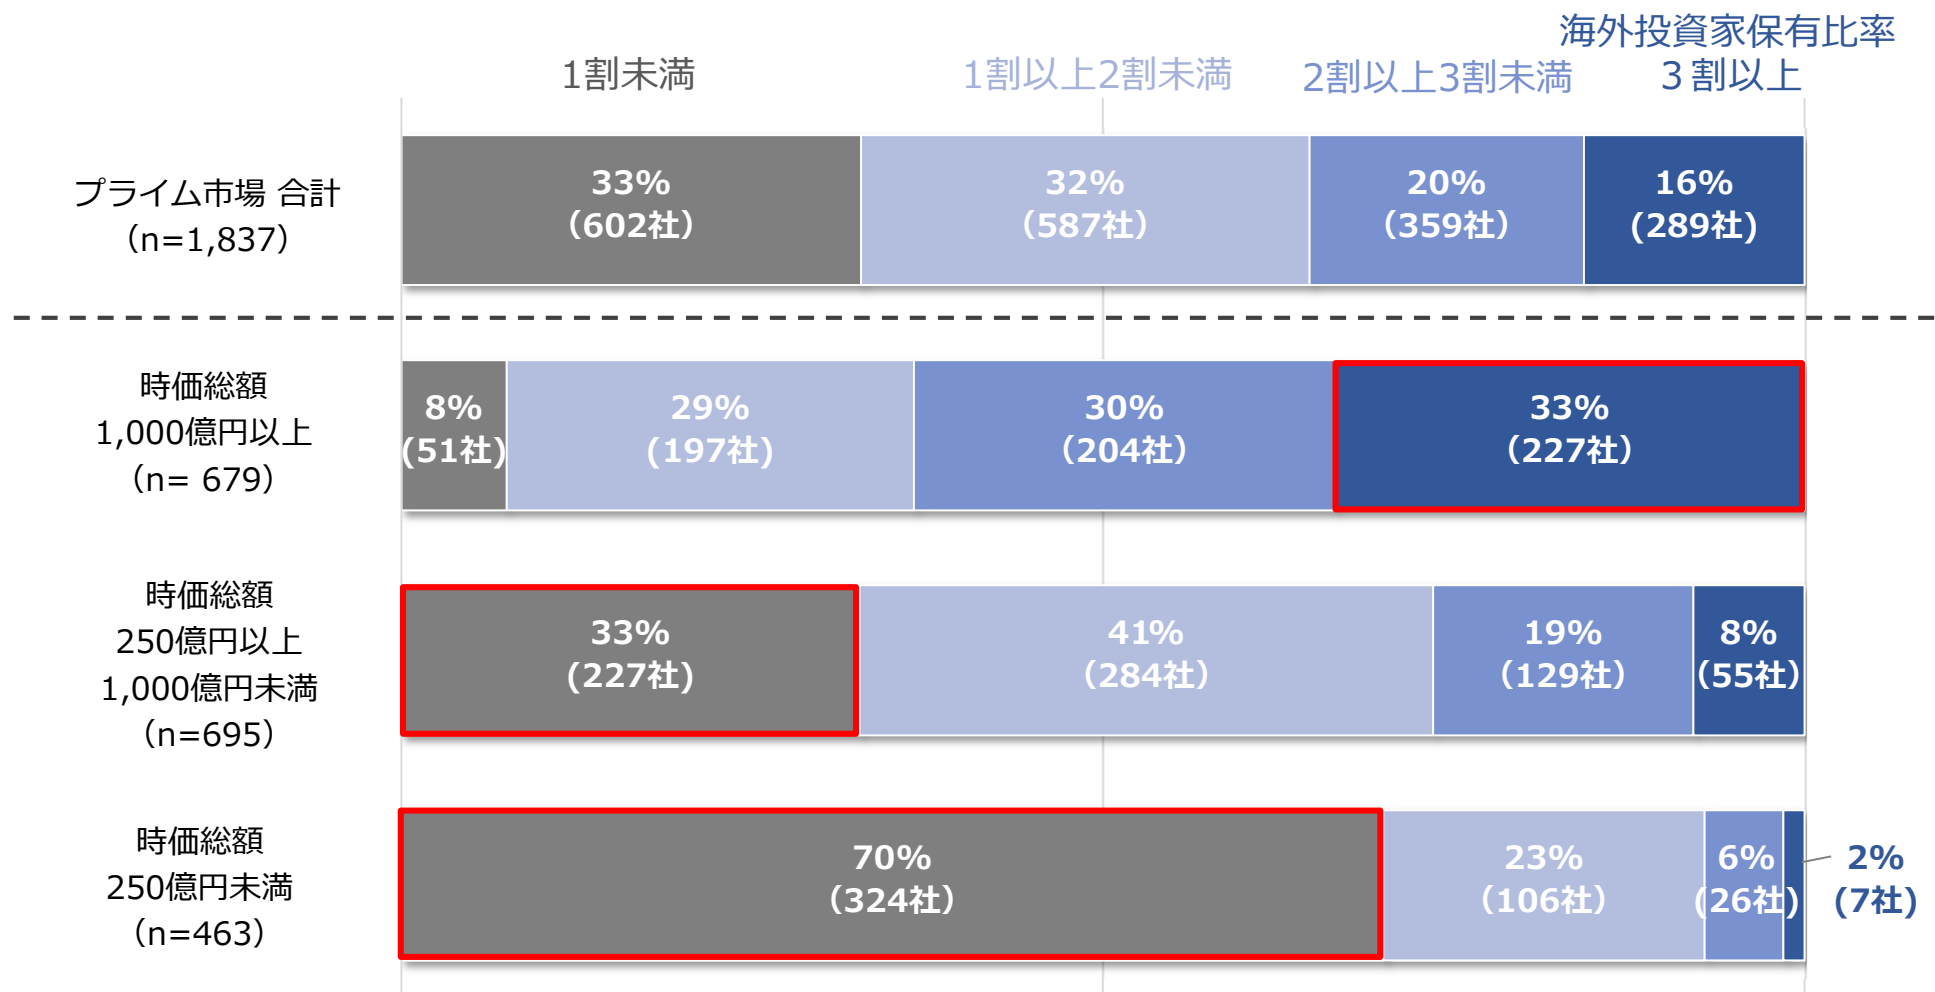 海外投資家保有比率
1割未満 1割以上2割未満 2割以上3割未満 3割以上
プライム市場 合計
(n=1,837)
33% 32% 20% 16%
(602社) (587社) (359社) (289社)
時価総額
1,000億円以上
(n= 679)
8% 29% 30% 33%
(51社) (197社) (204社) (227社)
時価総額
250億円以上
1,000億円未満
(n=695)
33% 41% 19% 8%
(227社) (284社) (129社) (55社)
時価総額
250億円未満
(n=463)
70% 23% 6% 2%
(324社) (106社) (26社) (7社)